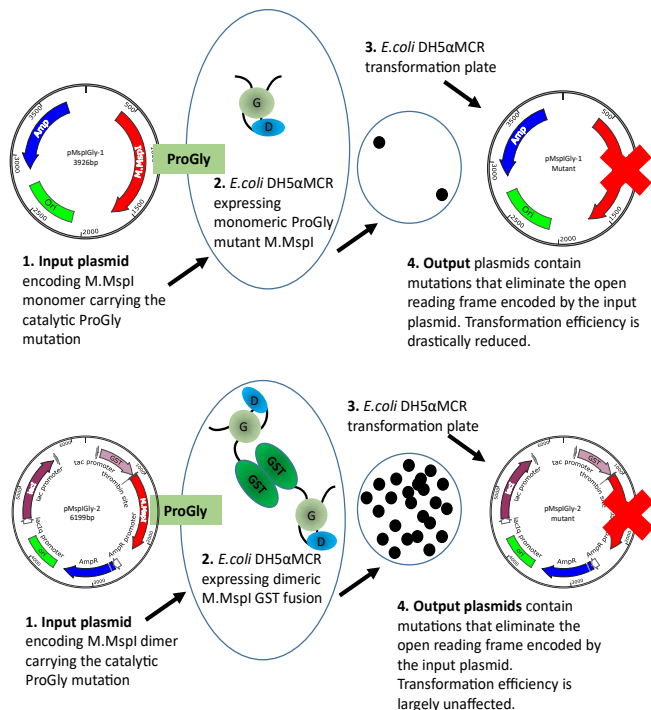 3. E.coli DH5αMCR
transformation plate
G
D
500
1500
2000
2500
3000
3500
Amp
M.MspI
Ori
pMspIGly-1
3926bp
ProGly
2. E.coli DH5αMCR
expressing
monomeric ProGly
mutant M.MspI
500
1500
2000
2500
3000
3500
Amp
Ori
pMspIGly-1
Mutant
1. Input plasmid
encoding M.MspI
monomer carrying the
catalytic ProGly
mutation
4. Output plasmids contain
mutations that eliminate the open
reading frame encoded by the input
plasmid. Transformation efficiency is
drastically reduced.
D
G
GST
GST
G
D
3. E.coli DH5αMCR
transformation plate
tac promoter
GST
thrombin site
M.MspI
AmpR promoter
AmpR
ori
lacIq promoter
tac promoter
pMspIGly-2
6199bp
ProGly
2. E.coli DH5αMCR
expressing dimeric
M.MspI GST fusion
tac promoter
GST
thrombin site
AmpR promoter
AmpR
ori
lacIq promoter
tac promoter
pMspIGly-2
mutant
1. Input plasmid
encoding M.MspI dimer
carrying the catalytic
ProGly mutation
4. Output plasmids contain
mutations that eliminate the
open reading frame encoded by
the input plasmid.
Transformation efficiency is
largely unaffected.